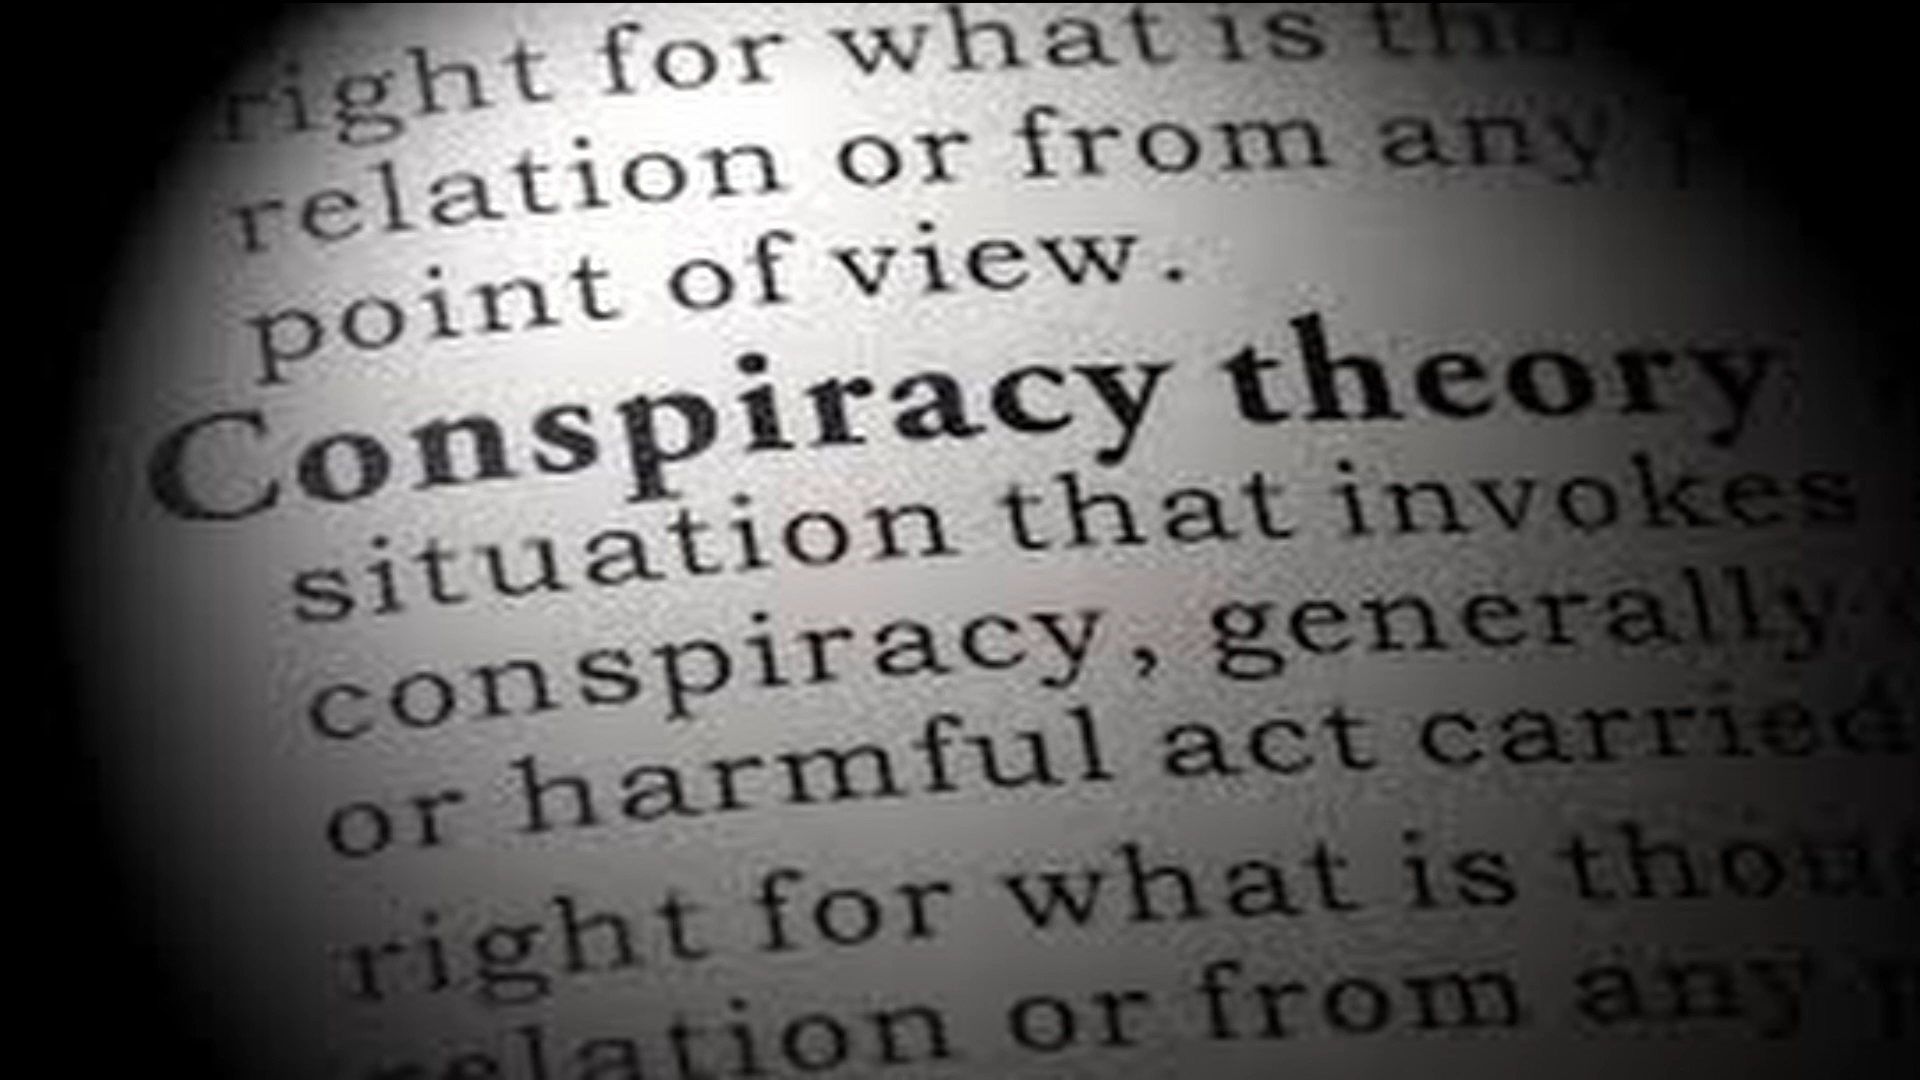 right for what is
relation or from any
point of view.
Conspiracy theory
situation that invokes
conspiracy, generally
or harmful act carried
right for what is
relation or from any